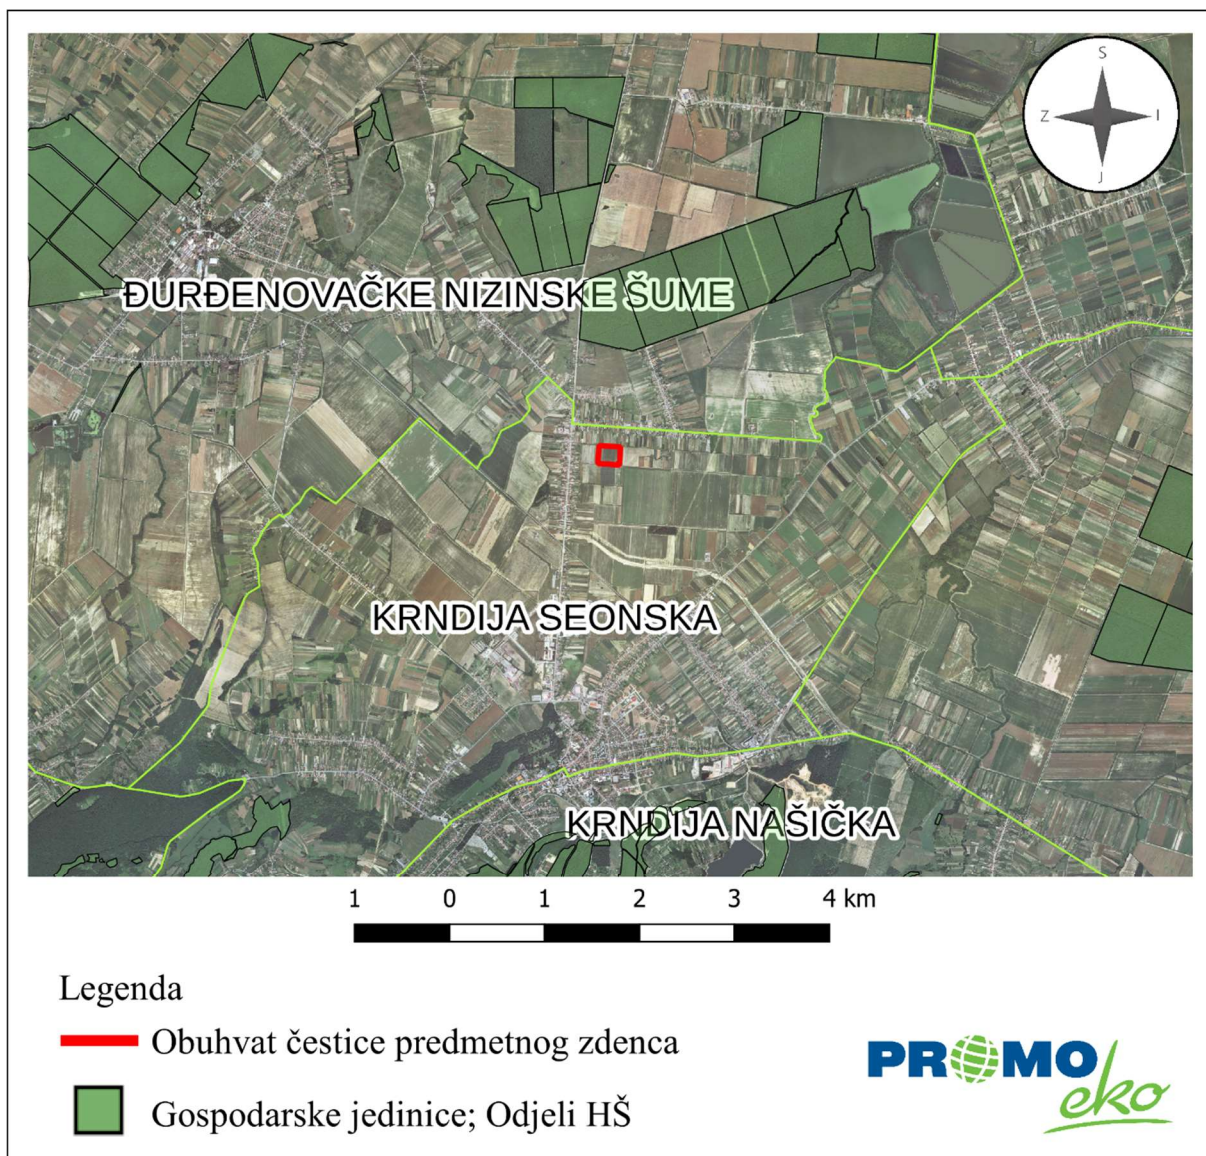 S
Z I
J
ĐURĐENOVAČKE NIZINSKE ŠUME
KRNDIJA SEONSKA
KRNDIJA NAŠIČKA
1 0 1 2 3 4 km
Legenda
Obuhvat čestice predmetnog zdenca
Gospodarske jedinice; Odjeli HŠ
PROMO
eko